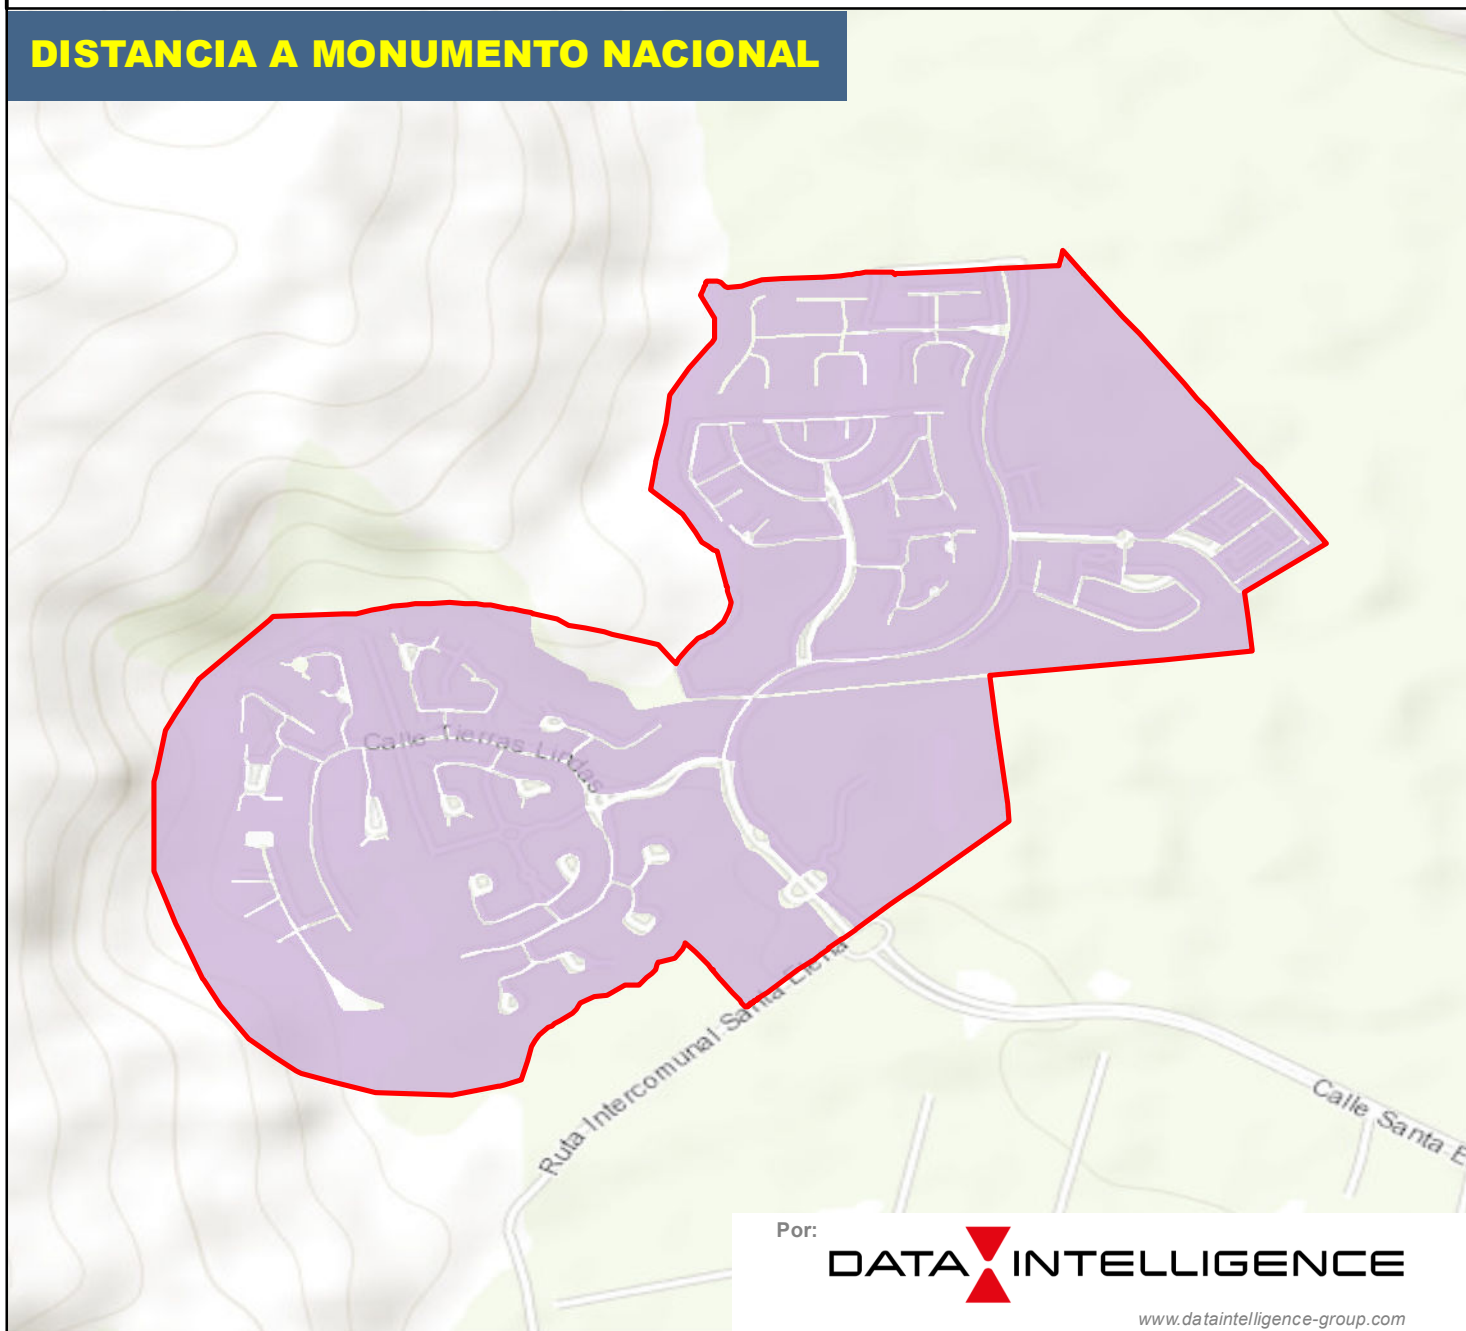 DISTANCIA A MONUMENTO NACIONAL
Calle Tierras Lindas
Ruta Intercomunal Santa Elena
Calle Santa E
Por:
DATA INTELLIGENCE
www.dataintelligence-group.com